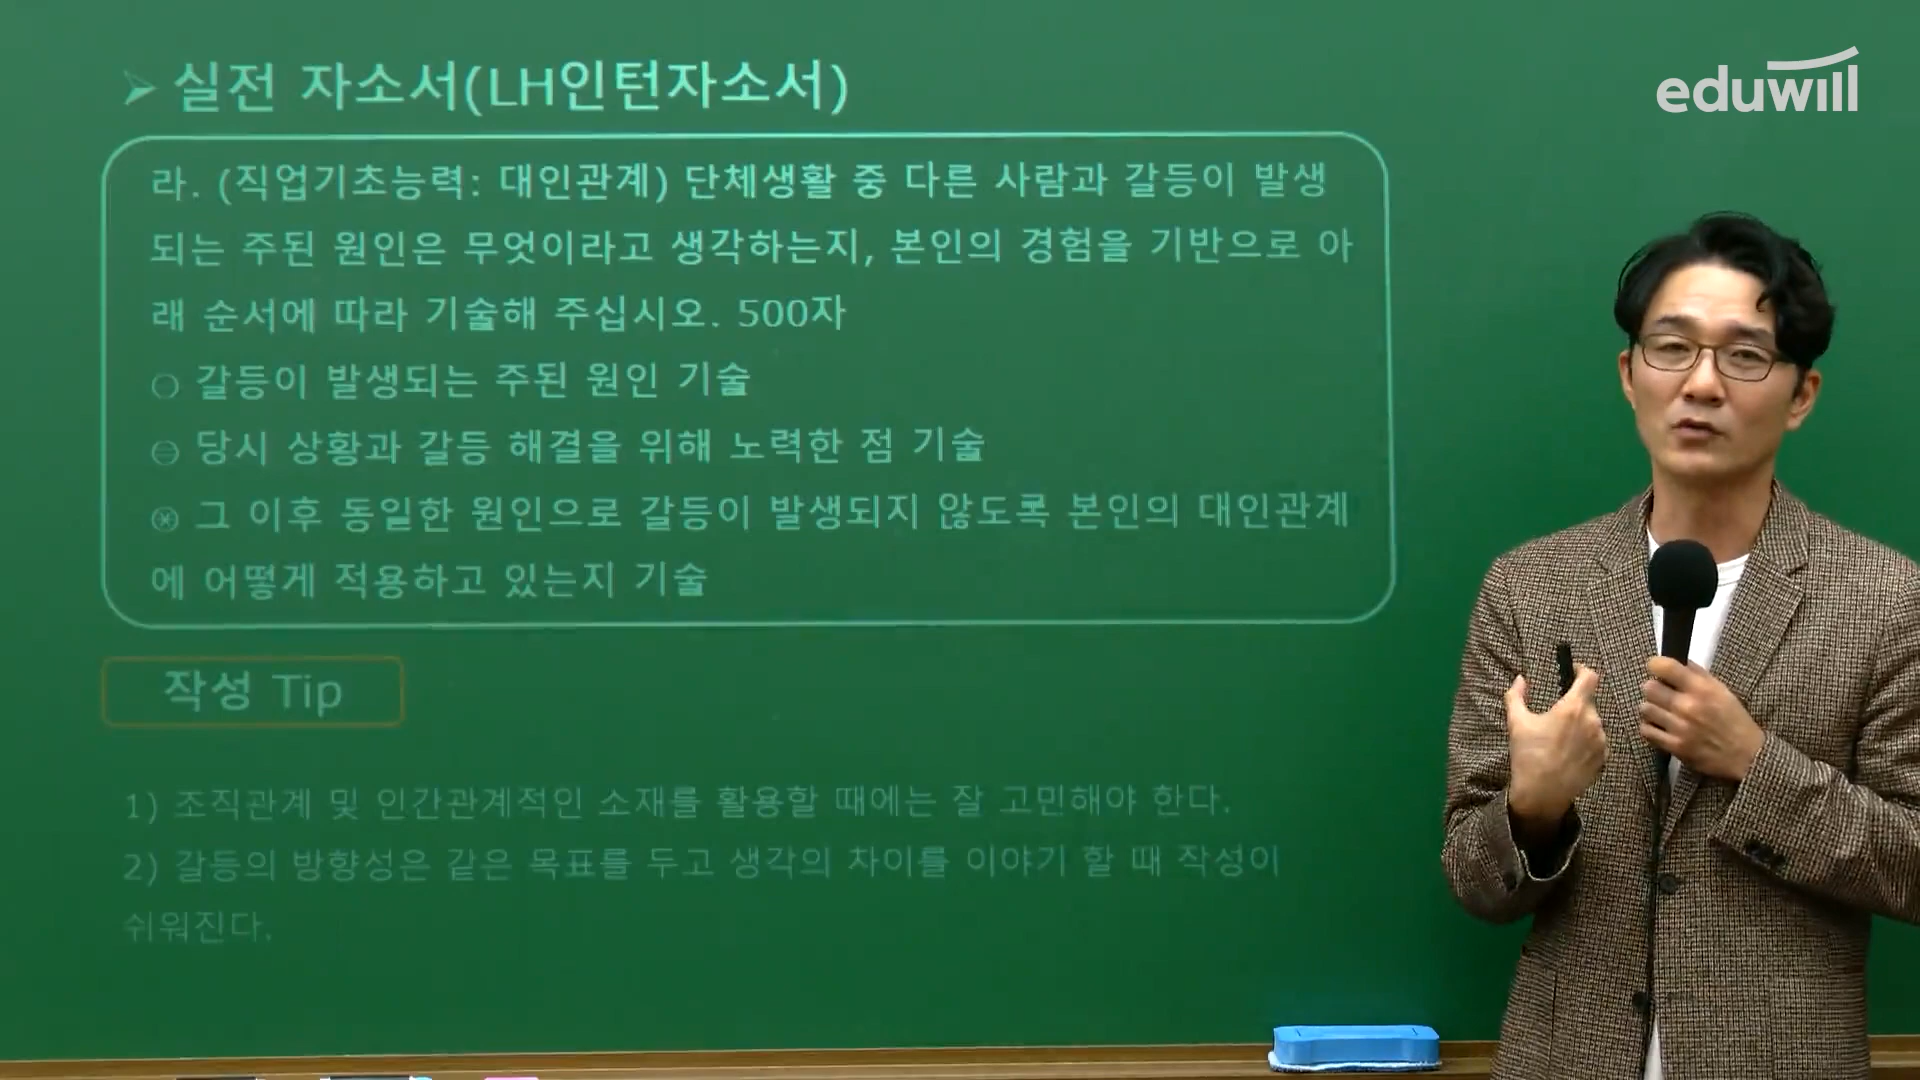 ➢ 실전 자소서(LH인턴자소서)
eduwill
라. (직업기초능력: 대인관계) 단체생활 중 다른 사람과 갈등이 발생
되는 주된 원인은 무엇이라고 생각하는지, 본인의 경험을 기반으로 아
래 순서에 따라 기술해 주십시오. 500자
○ 갈등이 발생되는 주된 원인 기술
⊖ 당시 상황과 갈등 해결을 위해 노력한 점 기술
⊛ 그 이후 동일한 원인으로 갈등이 발생되지 않도록 본인의 대인관계
에 어떻게 적용하고 있는지 기술
작성 Tip
1) 조직관계 및 인간관계적인 소재를 활용할 때에는 잘 고민해야 한다.
2) 갈등의 방향성은 같은 목표를 두고 생각의 차이를 이야기 할 때 작성이
쉬워진다.